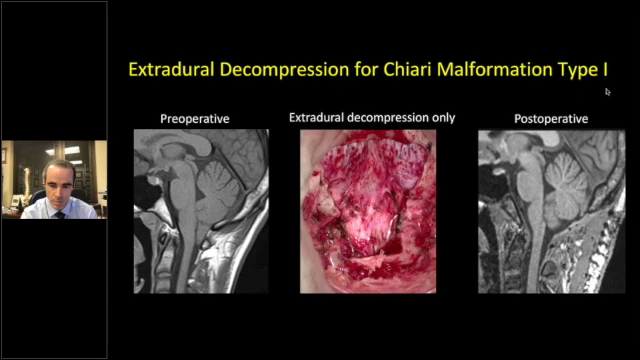 Extradural Decompression for Chiari Malformation Type I
Preoperative
Extradural decompression only
Postoperative